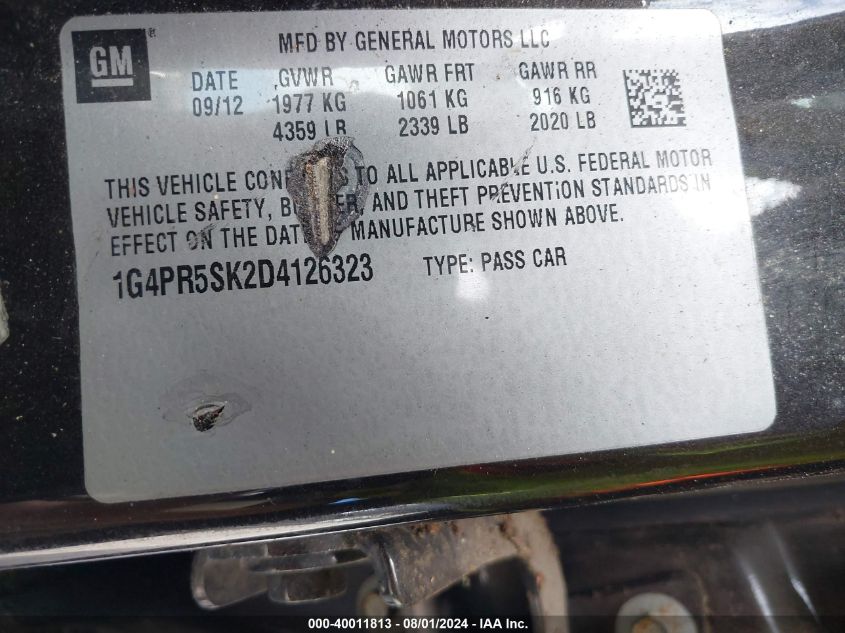 GM®
MFD BY GENERAL MOTORS LLC
DATE GVWR GAWR FRT GAWR RR
09/12 1977 KG 1061 KG 916 KG
4359 LB 2339 LB 2020 LB
THIS VEHICLE TO ALL APPLICABLE U.S. FEDERAL MOTOR
VEHICLE SAFETY, AND THEFT PREVENTION STANDARDS IN
EFFECT ON THE MANUFACTURE SHOWN ABOVE.
1G4PR5SK2D4126323 TYPE: PASS CAR
000-40011813 - 08/01/2024 - IAA Inc.